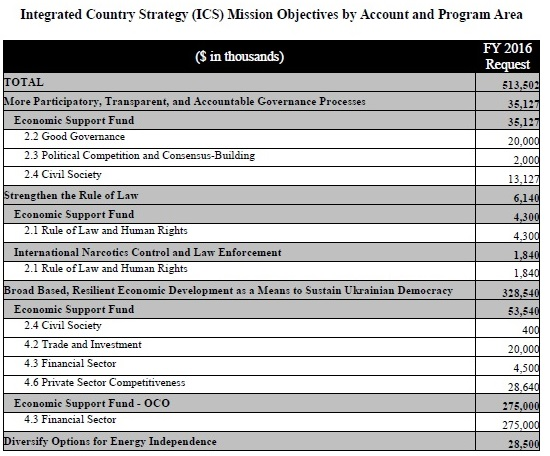 Integrated Country Strategy (ICS) Mission Objectives by Account and Program Area
($ in thousands) FY 2016 Request
TOTAL 513,502
More Participatory, Transparent, and Accountable Governance Processes 35,127
Economic Support Fund 35,127
2.2 Good Governance 20,000
2.3 Political Competition and Consensus-Building 2,000
2.4 Civil Society 13,127
Strengthen the Rule of Law 6,140
Economic Support Fund 4,300
2.1 Rule of Law and Human Rights 4,300
International Narcotics Control and Law Enforcement 1,840
2.1 Rule of Law and Human Rights 1,840
Broad Based, Resilient Economic Development as a Means to Sustain Ukrainian Democracy 328,540
Economic Support Fund 53,540
2.4 Civil Society 400
4.2 Trade and Investment 20,000
4.3 Financial Sector 4,500
4.6 Private Sector Competitiveness 28,640
Economic Support Fund - OCO 275,000
4.3 Financial Sector 275,000
Diversify Options for Energy Independence 28,500